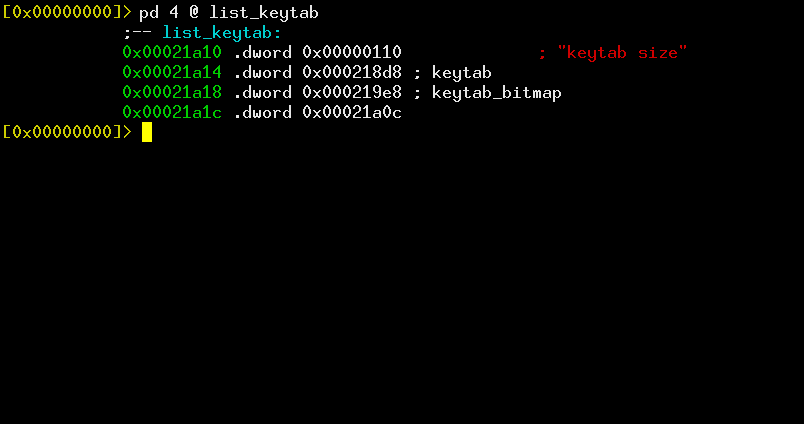 [0x00000000]> pd 4 @ list_keytab
;-- list_keytab:
0x00021a10 .dword 0x00000110 ; "keytab size"
0x00021a14 .dword 0x000218d8 ; keytab
0x00021a18 .dword 0x000219e8 ; keytab_bitmap
0x00021a1c .dword 0x00021a0c
[0x00000000]>